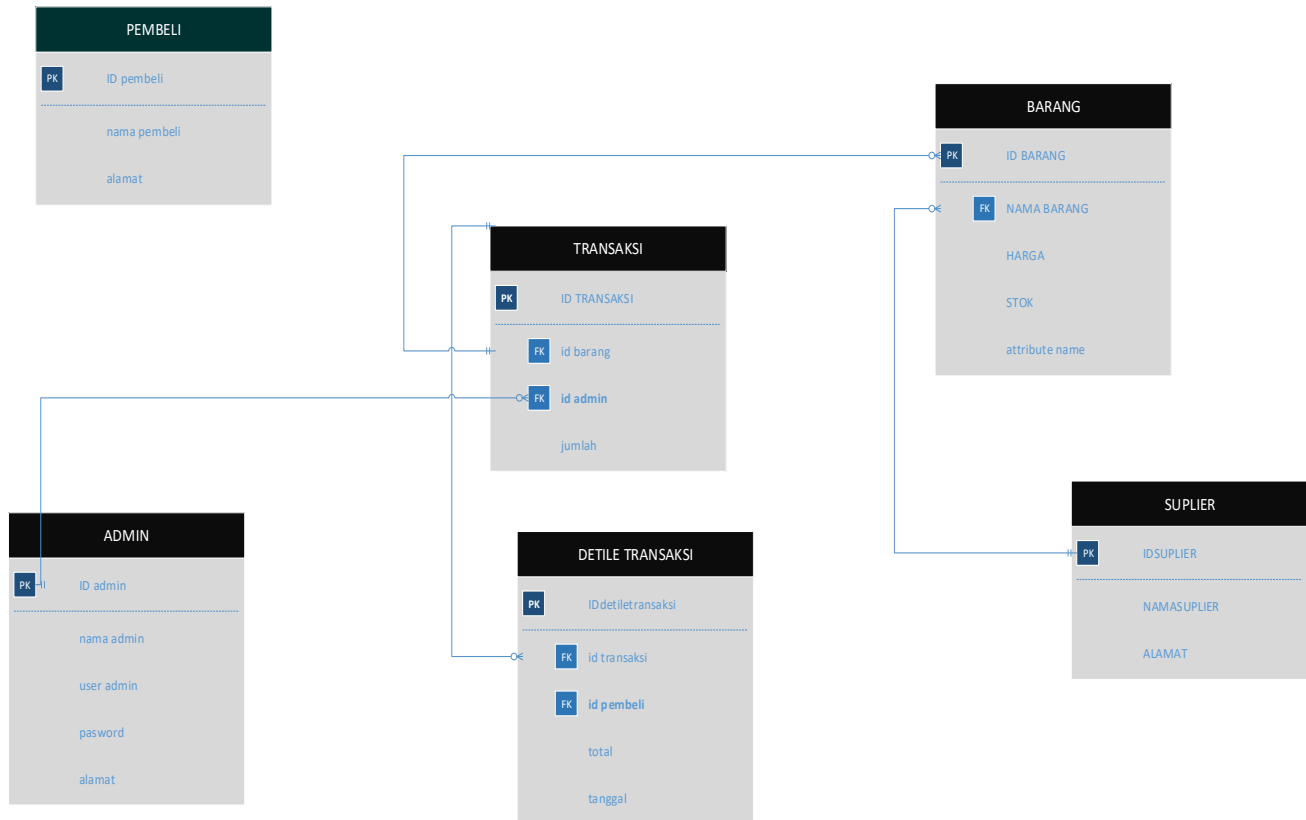 PEMBELI
PK ID pembeli
nama pembeli
alamat
BARANG
PK ID BARANG
FK NAMA BARANG
HARGA
STOK
attribute name
TRANSAKSI
PK ID TRANSAKSI
FK id barang
FK id admin
jumlah
ADMIN
PK ID admin
nama admin
user admin
pasword
alamat
DETILE TRANSAKSI
PK IDdetiletransaksi
FK id transaksi
FK id pembeli
total
tanggal
SUPLIER
PK IDSUPLIER
NAMASUPLIER
ALAMAT